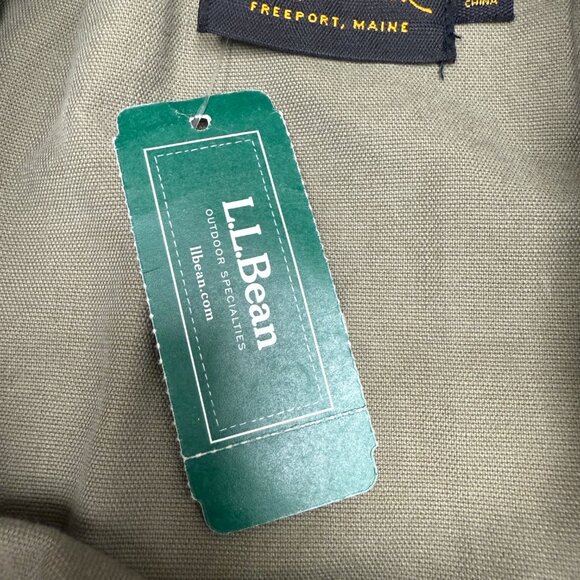 FREEPORT, MAINE
CHINA
L.L.Bean
OUTDOOR SPECIALTIES
llbean.com